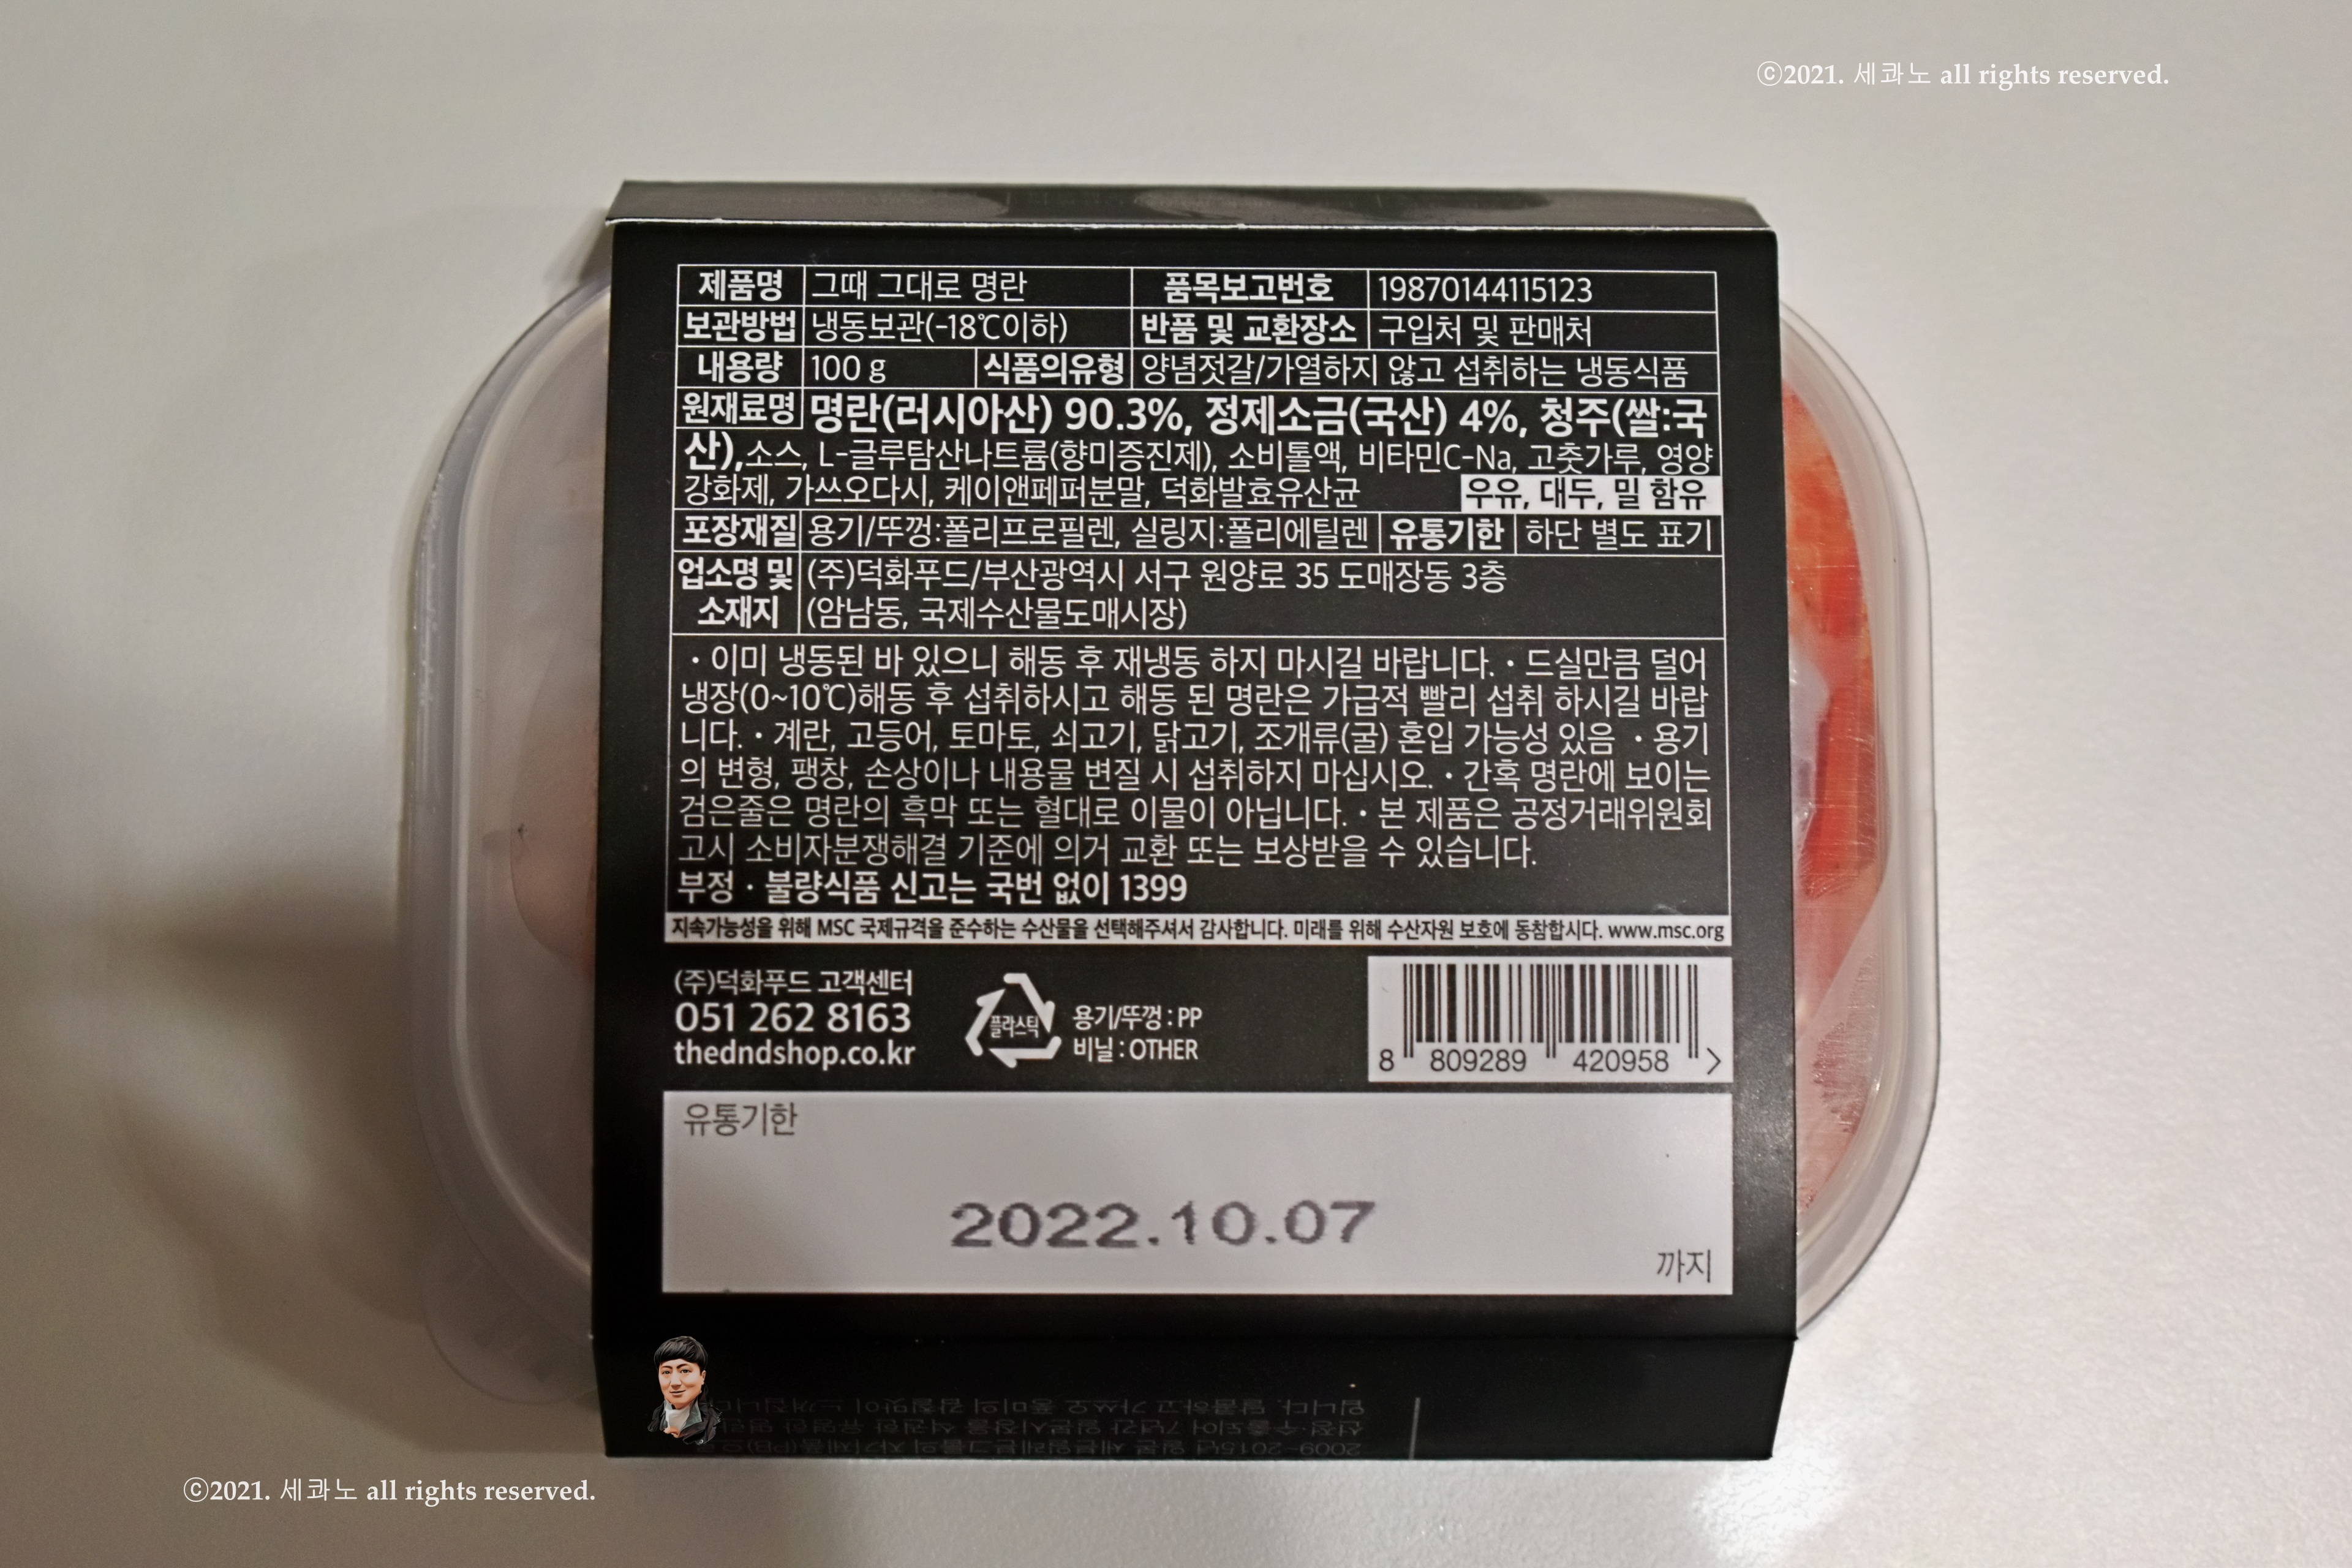 ©2021. 세콰노 all rights reserved.
제품명 그때 그대로 명란 품목보고번호 19870144115123
보관방법 냉동보관(-18℃이하) 반품 및 교환장소 구입처 및 판매처
내용량 100 g 식품의유형 양념젓갈/가열하지 않고 섭취하는 냉동식품
원재료명 명란(러시아산) 90.3%, 정제소금(국산) 4%, 청주(쌀:국
산),소스, L-글루탐산나트륨(향미증진제), 소비톨액, 비타민C-Na, 고춧가루, 영양
강화제, 가쓰오다시, 케이앤페퍼분말, 덕화발효유산균 우유, 대두, 밀 함유
포장재질 용기/뚜껑:폴리프로필렌, 실링지:폴리에틸렌 유통기한 하단 별도 표기
업소명 및 (주)덕화푸드/부산광역시 서구 원양로 35 도매장동 3층
소재지 (암남동, 국제수산물도매시장)
• 이미 냉동된 바 있으니 해동 후 재냉동 하지 마시길 바랍니다. • 드실만큼 덜어
냉장(0~10℃)해동 후 섭취하시고 해동 된 명란은 가급적 빨리 섭취 하시길 바랍
니다. • 계란, 고등어, 토마토, 쇠고기, 닭고기, 조개류(굴) 혼입 가능성 있음 • 용기
의 변형, 팽창, 손상이나 내용물 변질 시 섭취하지 마십시오. • 간혹 명란에 보이는
검은줄은 명란의 흑막 또는 혈대로 이물이 아닙니다. • 본 제품은 공정거래위원회
고시 소비자분쟁해결 기준에 의거 교환 또는 보상받을 수 있습니다.
부정 · 불량식품 신고는 국번 없이 1399
지속가능성을 위해 MSC 국제규격을 준수하는 수산물을 선택해주셔서 감사합니다. 미래를 위해 수산자원 보호에 동참합시다. www.msc.org
(주)덕화푸드 고객센터
051 262 8163
thedndshop.co.kr
플라스틱
용기/뚜껑 : PP
비닐 : OTHER
8 809289 420958 >
유통기한
2022.10.07
까지
©2021. 세콰노 all rights reserved.